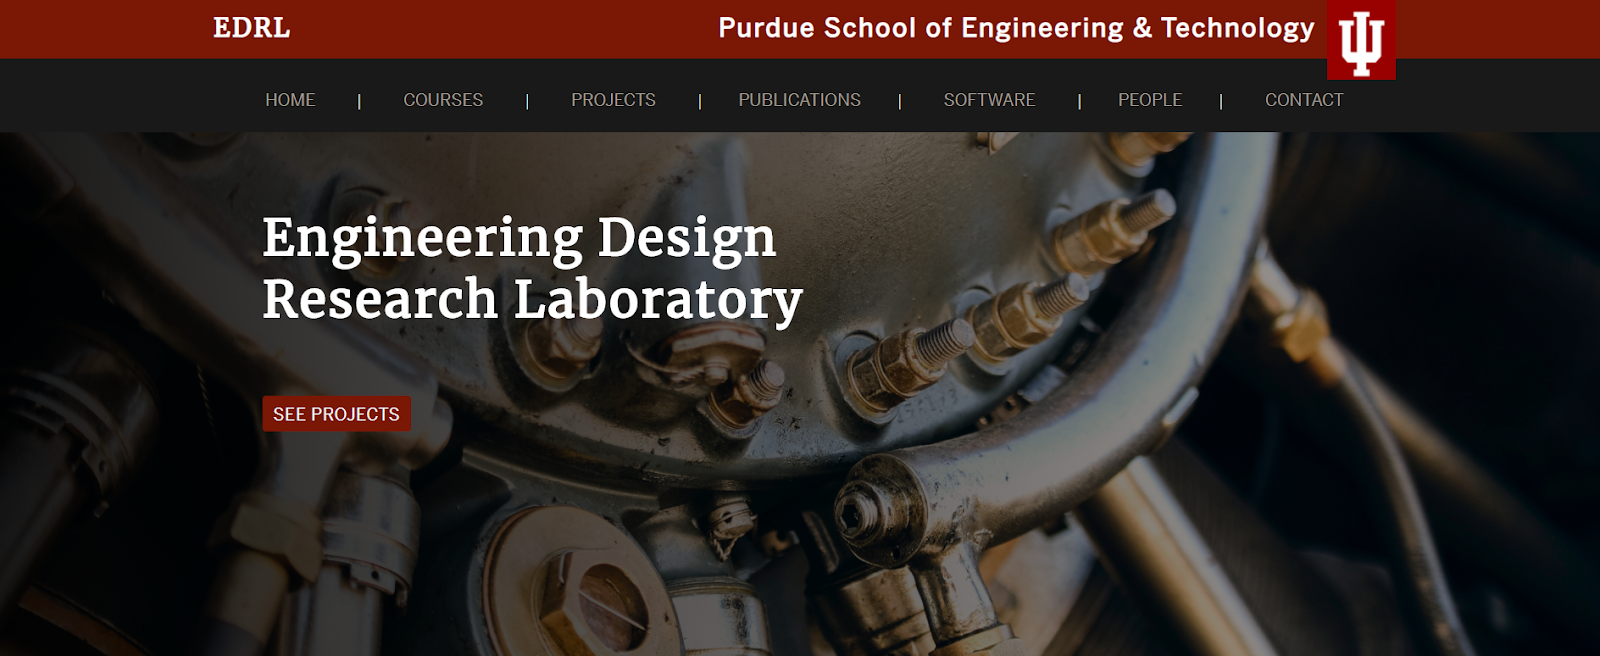 EDRL
Purdue School of Engineering & Technology
HOME | COURSES | PROJECTS | PUBLICATIONS | SOFTWARE | PEOPLE | CONTACT
Engineering Design
Research Laboratory
SEE PROJECTS